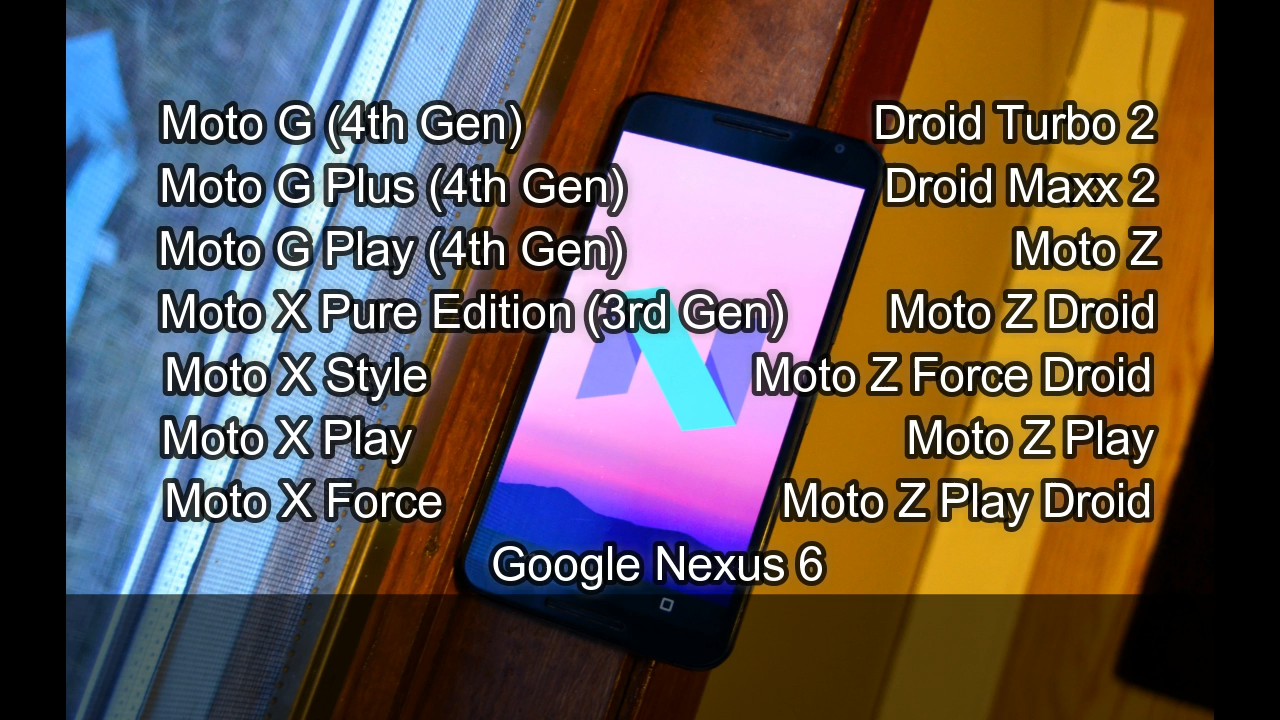 Moto G (4th Gen)
Moto G Plus (4th Gen)
Moto G Play (4th Gen)
Moto X Pure Edition (3rd Gen)
Moto X Style
Moto X Play
Moto X Force
Droid Turbo 2
Droid Maxx 2
Moto Z
Moto Z Droid
Moto Z Force Droid
Moto Z Play
Moto Z Play Droid
Google Nexus 6